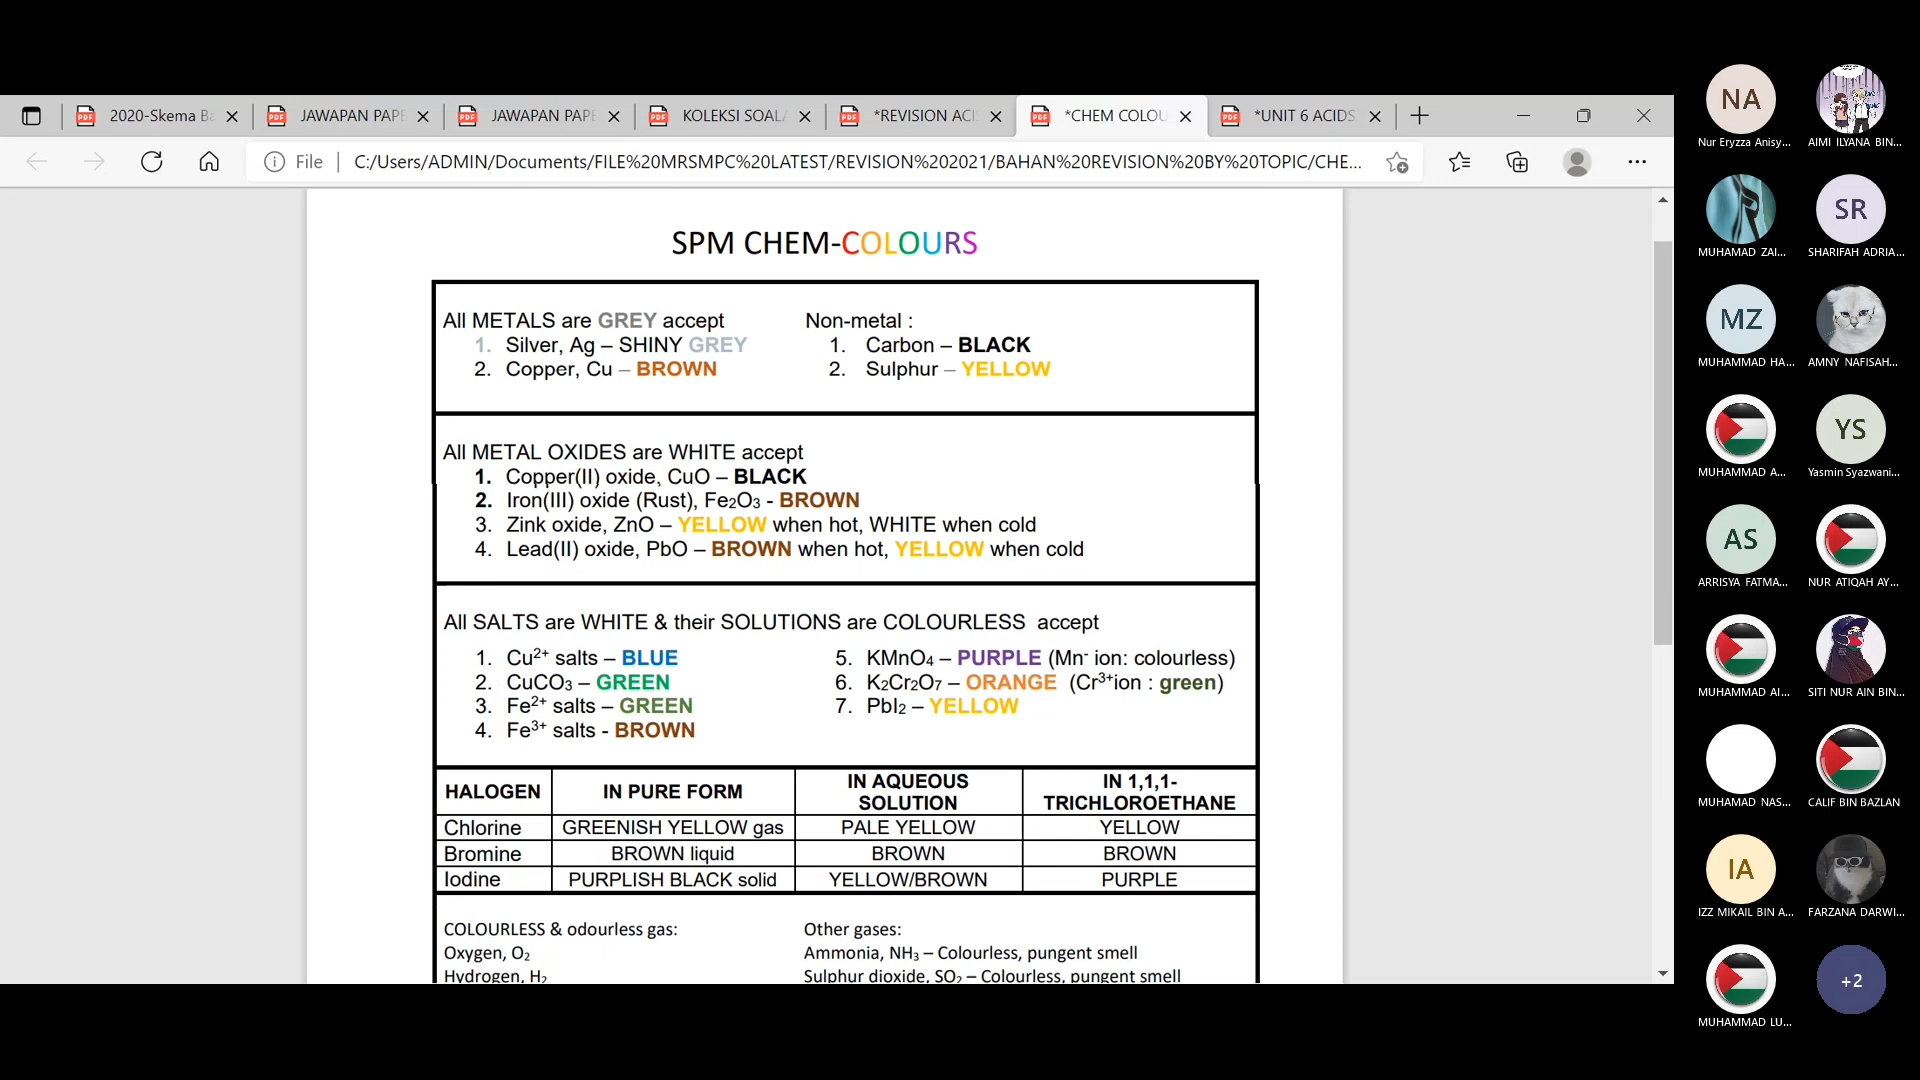 2020-Skema Ba
JAWAPAN PAPE
JAWAPAN PAPE
KOLEKSI SOALA
*REVISION ACI
*CHEM COLOU
*UNIT 6 ACIDS
File
C:/Users/ADMIN/Documents/FILE%20MRSMPC%20LATEST/REVISION%202021/BAHAN%20REVISION%20BY%20TOPIC/CHE...
SPM CHEM-COLOURS
All METALS are GREY accept
1. Silver, Ag – SHINY GREY
2. Copper, Cu – BROWN
Non-metal :
1. Carbon – BLACK
2. Sulphur – YELLOW
All METAL OXIDES are WHITE accept
1. Copper(II) oxide, CuO – BLACK
2. Iron(III) oxide (Rust), Fe₂O₃ - BROWN
3. Zink oxide, ZnO – YELLOW when hot, WHITE when cold
4. Lead(II) oxide, PbO – BROWN when hot, YELLOW when cold
All SALTS are WHITE & their SOLUTIONS are COLOURLESS accept
1. Cu²⁺ salts – BLUE
2. CuCO₃ – GREEN
3. Fe²⁺ salts – GREEN
4. Fe³⁺ salts - BROWN
5. KMnO₄ – PURPLE (Mn⁻ ion: colourless)
6. K₂Cr₂O₇ – ORANGE (Cr³⁺ion : green)
7. PbI₂ – YELLOW
HALOGEN IN PURE FORM IN AQUEOUS SOLUTION IN 1,1,1-TRICHLOROETHANE
Chlorine GREENISH YELLOW gas PALE YELLOW YELLOW
Bromine BROWN liquid BROWN BROWN
Iodine PURPLISH BLACK solid YELLOW/BROWN PURPLE
COLOURLESS & odourless gas:
Oxygen, O₂
Hydrogen, H₂
Other gases:
Ammonia, NH₃ – Colourless, pungent smell
Sulphur dioxide, SO₂ – Colourless, pungent smell
NA
Nur Eryzza Anisy...
AIMI ILYANA BIN...
MUHAMAD ZAI...
SR
SHARIFAH ADRIA...
MZ
MUHAMMAD HA...
AMNY NAFISAH...
MUHAMMAD A...
YS
Yasmin Syazwani...
AS
ARRISYA FATMA...
NUR ATIQAH AY...
MUHAMMAD AI...
SITI NUR AIN BIN...
MUHAMAD NAS...
CALIF BIN BAZLAN
IA
IZZ MIKAIL BIN A...
FARZANA DARWI...
MUHAMMAD LU...
+2